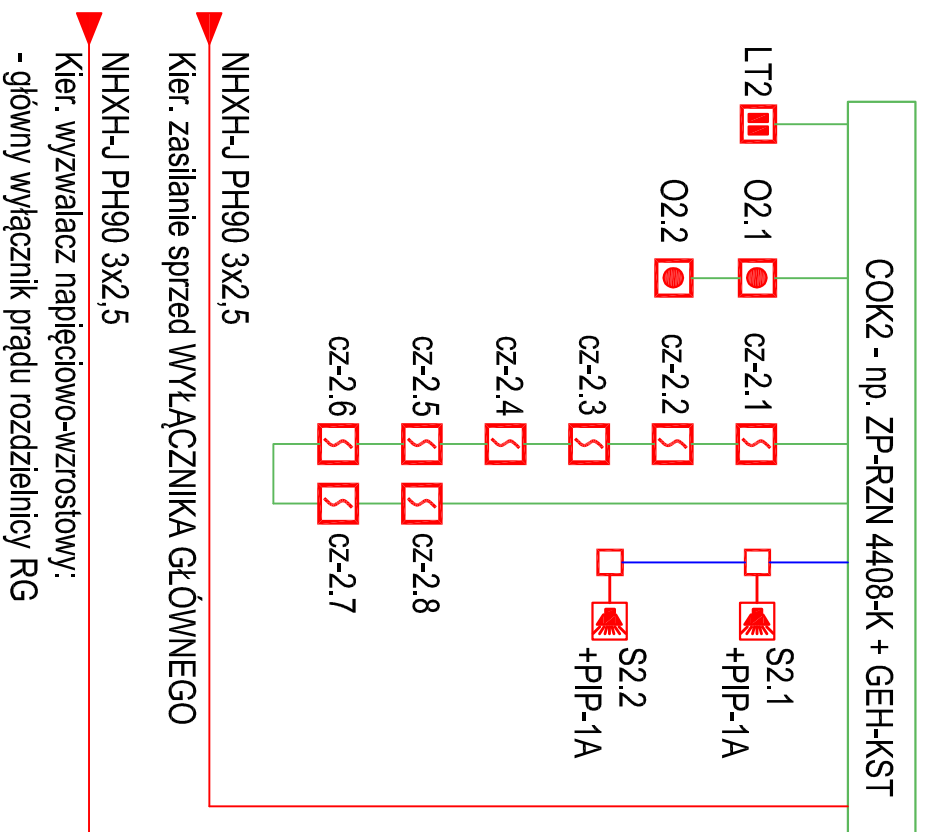 COK2 - np. ZP-RZN 4408-K + GEH-KST
LT2
O2.1
O2.2
cz-2.1
cz-2.2
cz-2.3
cz-2.4
cz-2.5
cz-2.6
cz-2.8
cz-2.7
S2.1
+PIP-1A
S2.2
+PIP-1A
NHXH-J PH90 3x2,5
Kier. zasilanie sprzed WYŁĄCZNIKA GŁÓWNEGO
NHXH-J PH90 3x2,5
Kier. wyzwalacz napięciowo-wzrostowy:
- główny wyłącznik prądu rozdzielnicy RG